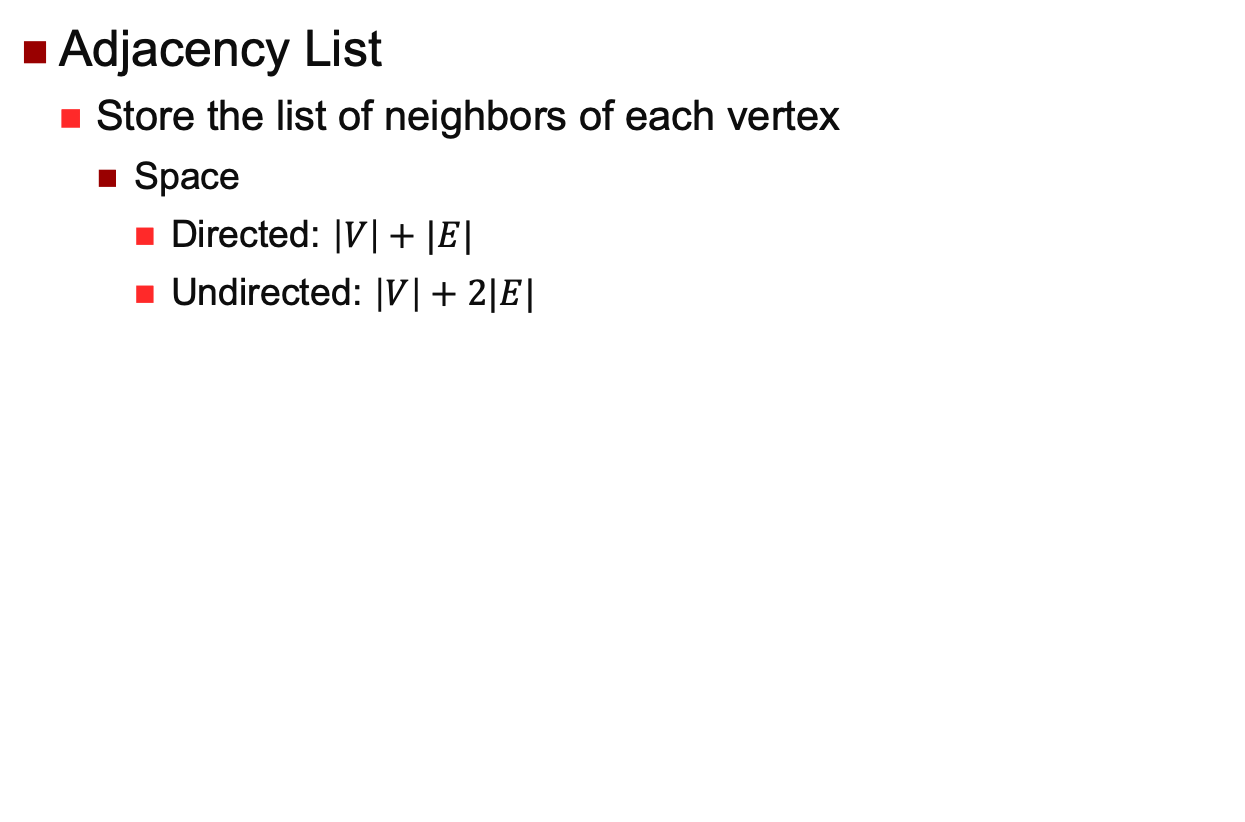 Adjacency List
Store the list of neighbors of each vertex
Space
Directed: |V| + |E|
Undirected: |V| + 2|E|